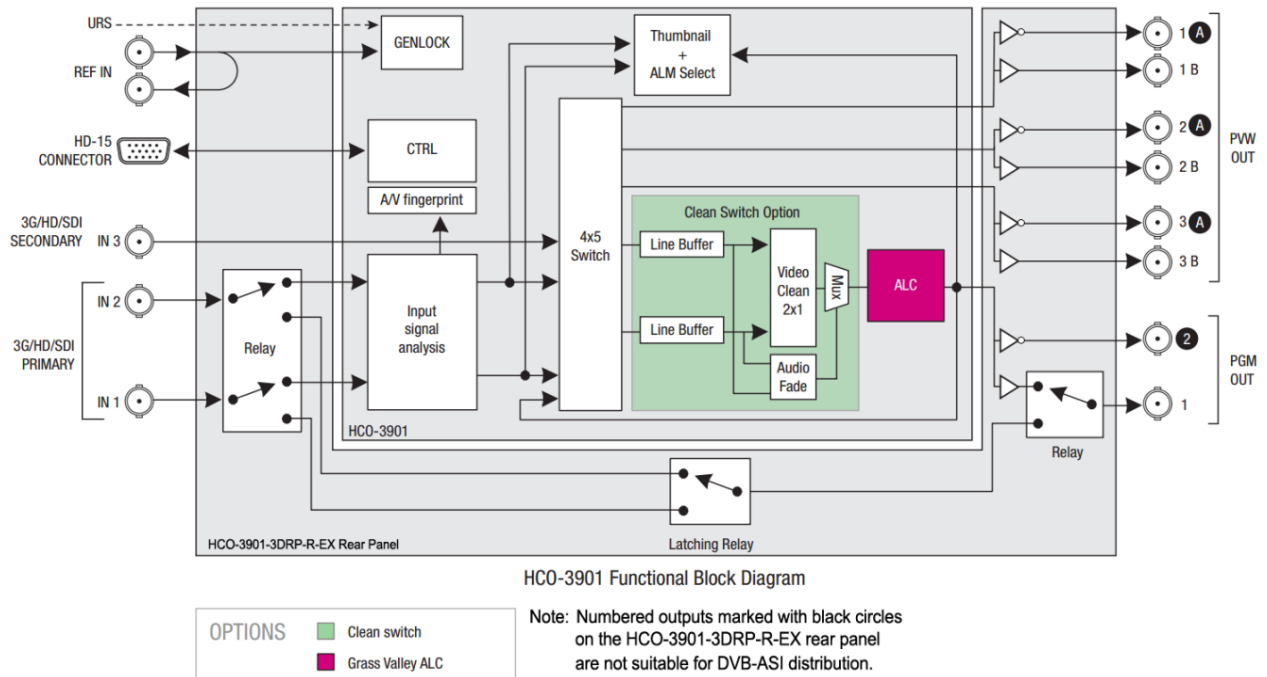 URS
REF IN
GENLOCK
Thumbnail
+
ALM Select
1 A
1 B
2 A
2 B
3 A
3 B
PVW
OUT
HD-15
CONNECTOR
CTRL
A/V fingerprint
3G/HD/SDI
SECONDARY
IN 3
IN 2
3G/HD/SDI
PRIMARY
IN 1
Relay
Input
signal
analysis
4x5
Switch
Clean Switch Option
Line Buffer
Line Buffer
Video
Clean
2x1
Mux
Audio
Fade
ALC
2
1
PGM
OUT
Relay
HCO-3901
Latching Relay
HCO-3901-3DRP-R-EX Rear Panel
HCO-3901 Functional Block Diagram
OPTIONS
Clean switch
Grass Valley ALC
Note: Numbered outputs marked with black circles
on the HCO-3901-3DRP-R-EX rear panel
are not suitable for DVB-ASI distribution.